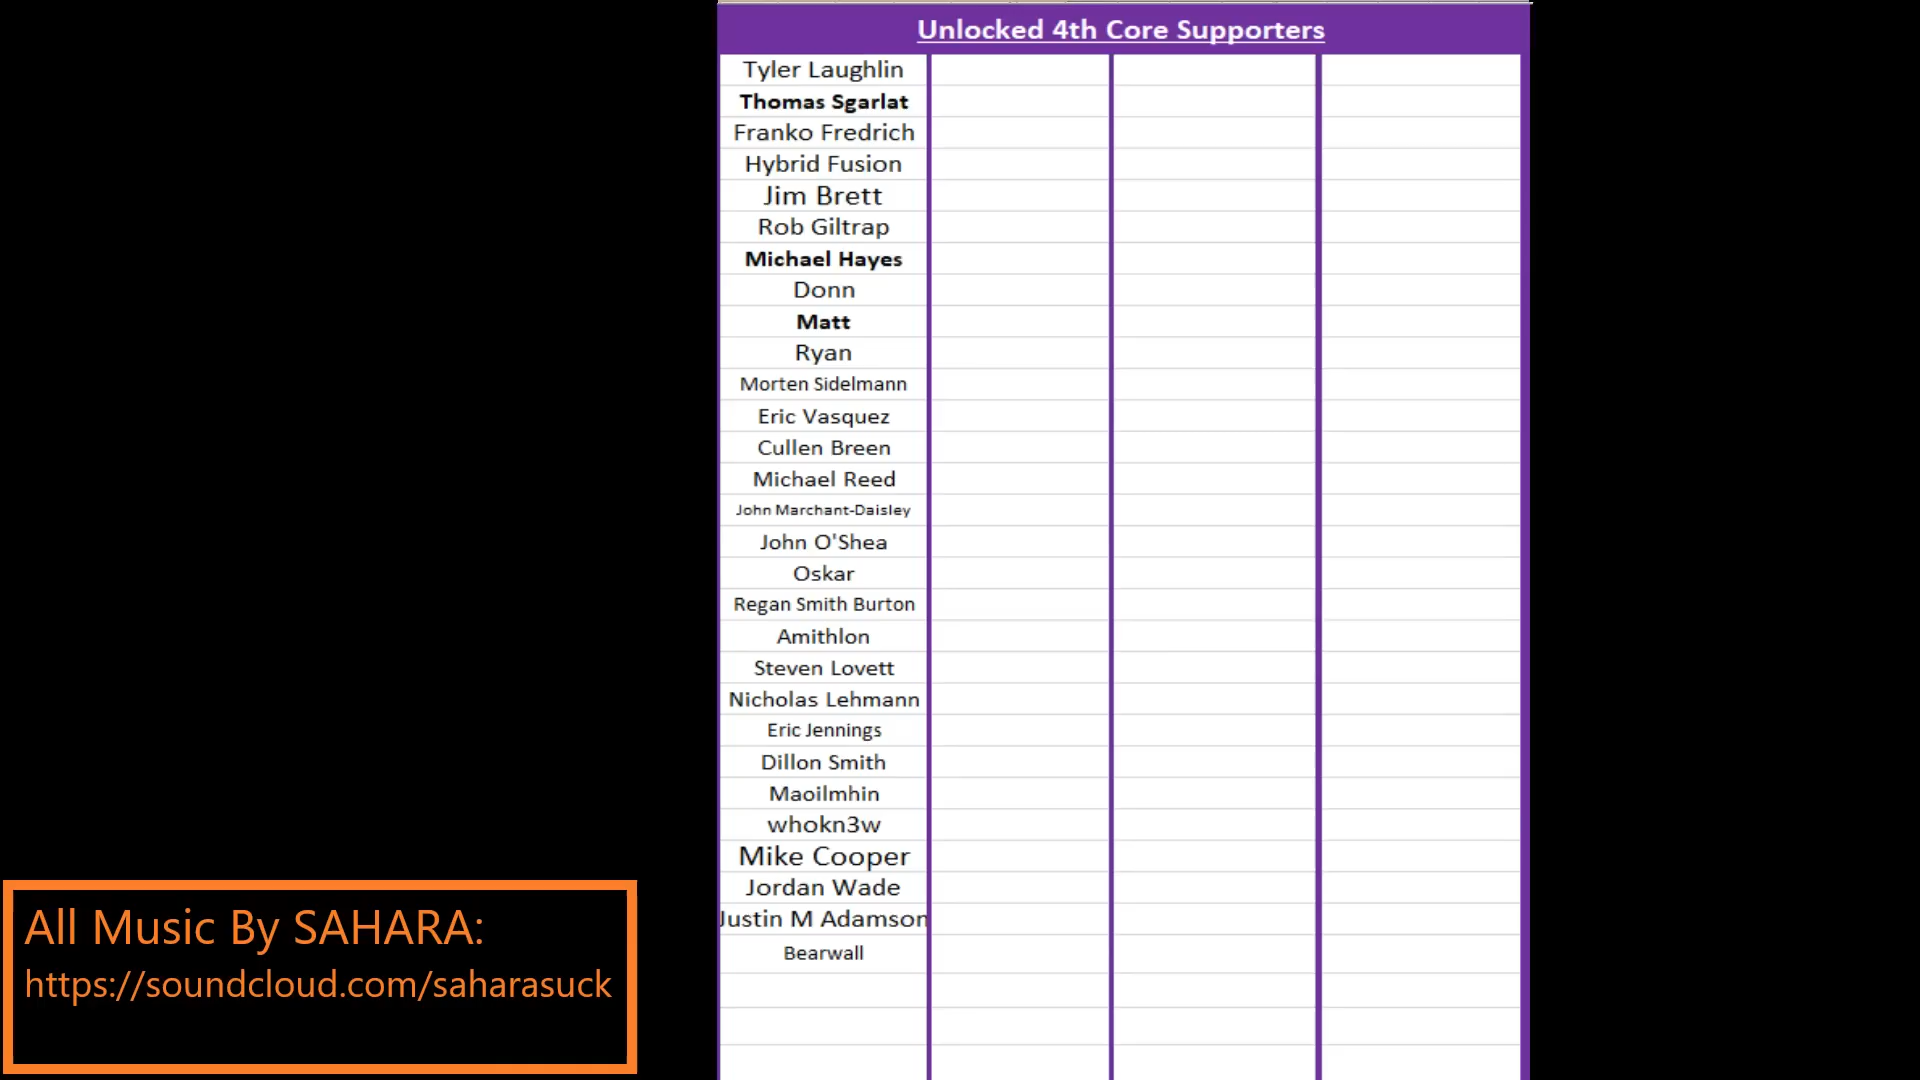 Unlocked 4th Core Supporters
Tyler Laughlin
Thomas Sgarlat
Franko Fredrich
Hybrid Fusion
Jim Brett
Rob Giltrap
Michael Hayes
Donn
Matt
Ryan
Morten Sidelmann
Eric Vasquez
Cullen Breen
Michael Reed
John Marchant-Daisley
John O'Shea
Oskar
Regan Smith Burton
Amithlon
Steven Lovett
Nicholas Lehmann
Eric Jennings
Dillon Smith
Maoilmhin
whokn3w
Mike Cooper
Jordan Wade
Justin M Adamson
Bearwall
All Music By SAHARA:
https://soundcloud.com/saharasuck